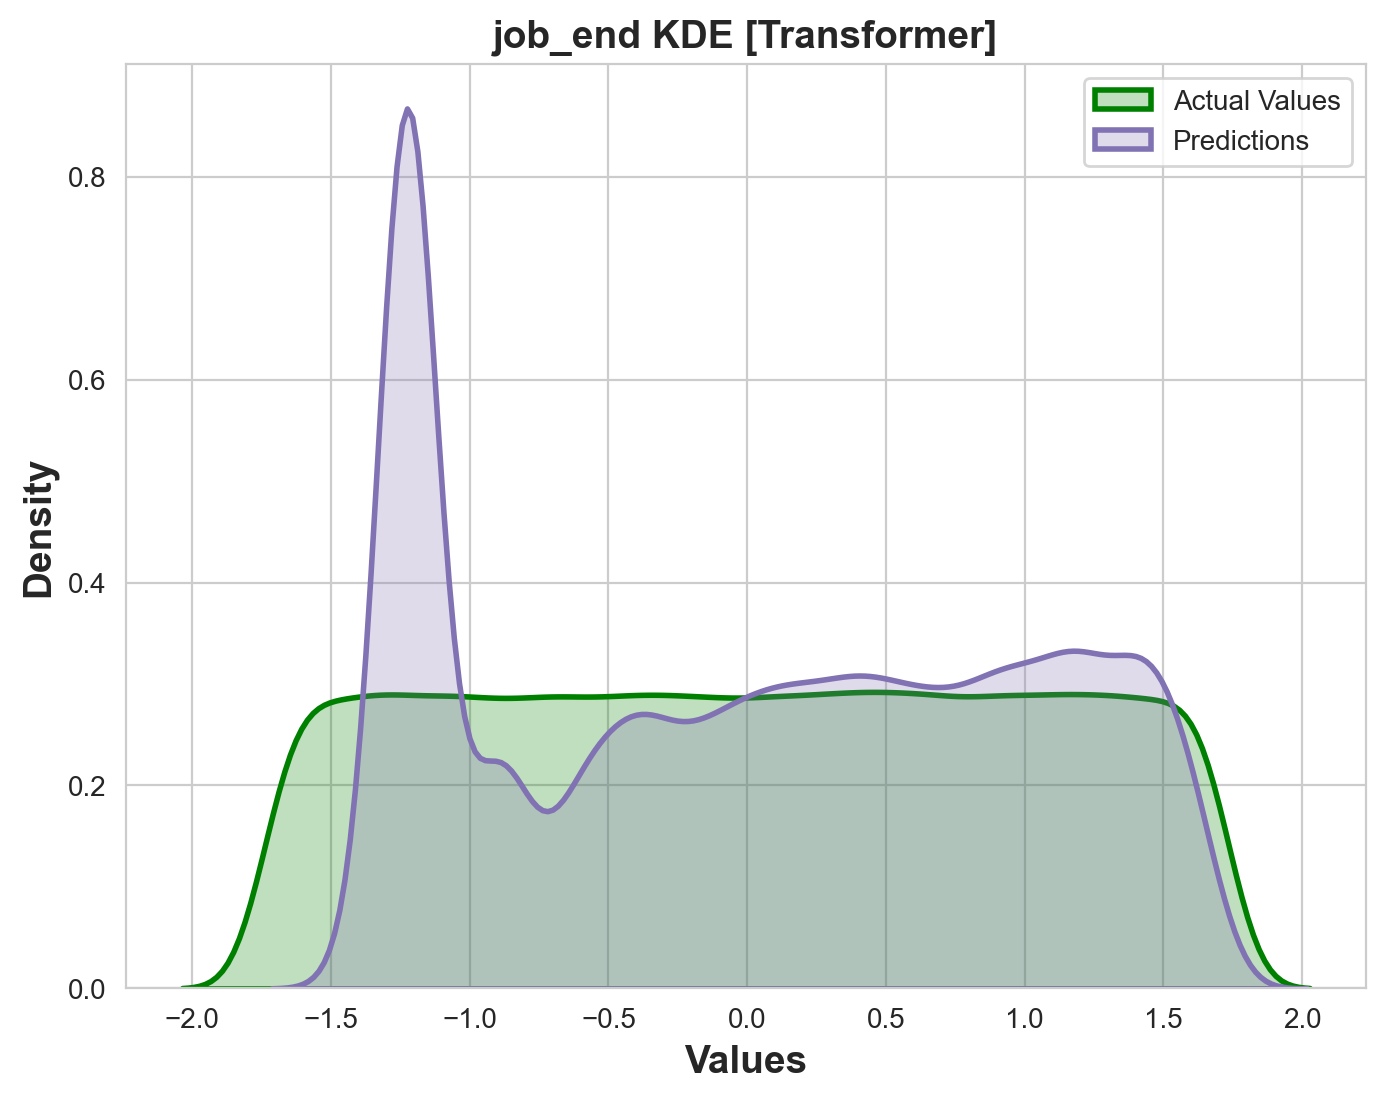 job_end KDE [Transformer]
Actual Values
Predictions
Density
0.8
0.6
0.4
0.2
0.0
−2.0 −1.5 −1.0 −0.5 0.0 0.5 1.0 1.5 2.0
Values